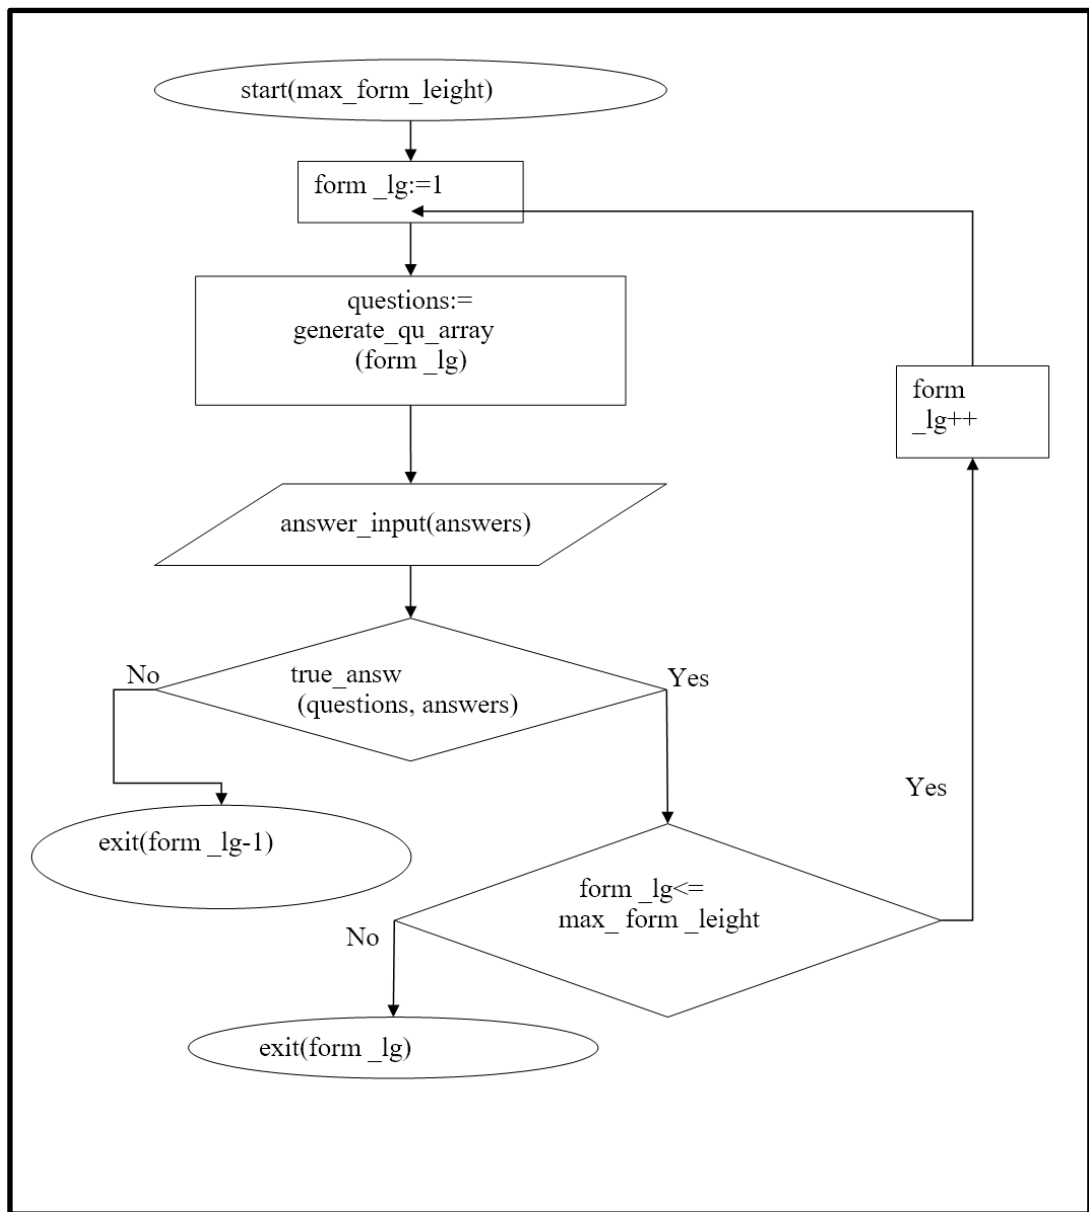 start(max_form_leight)
form _lg:=1
questions:=
generate_qu_array
(form _lg)
form
_lg++
answer_input(answers)
No
true_answ
(questions, answers)
Yes
Yes
exit(form _lg-1)
form _lg<=
max_ form _leight
No
exit(form _lg)